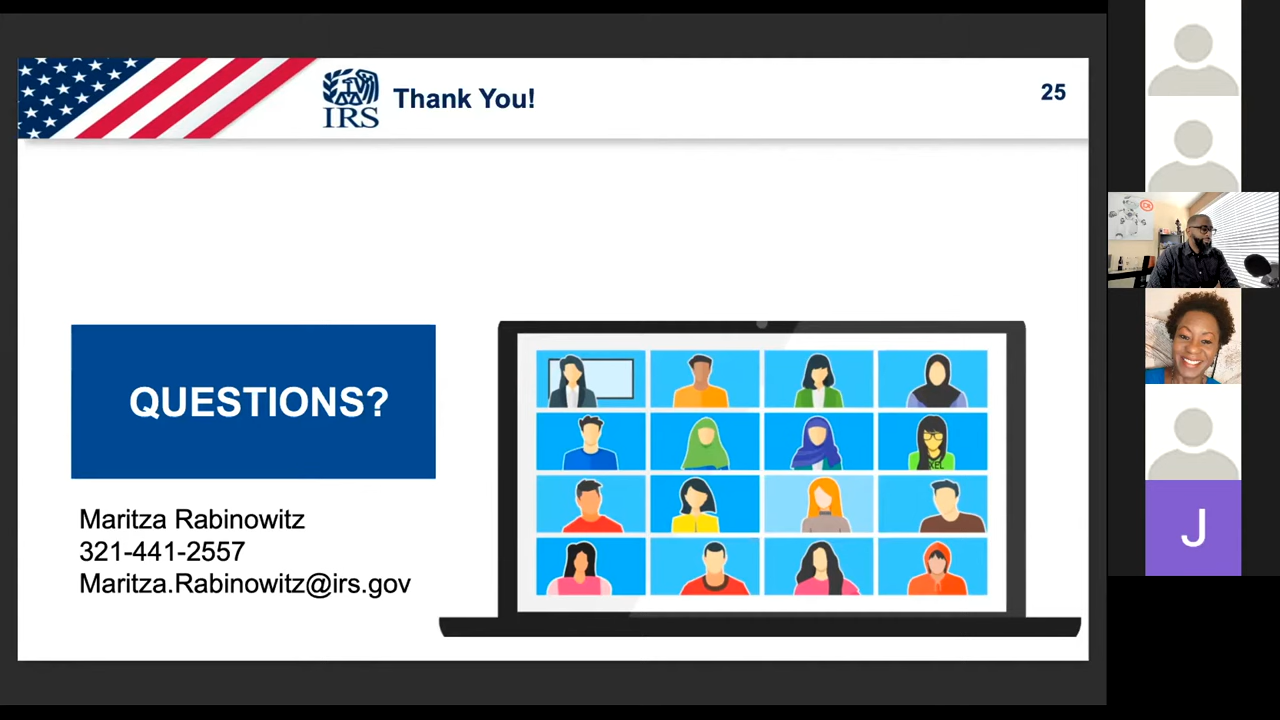 IRS
Thank You!
25
QUESTIONS?
Maritza Rabinowitz
321-441-2557
Maritza.Rabinowitz@irs.gov
J